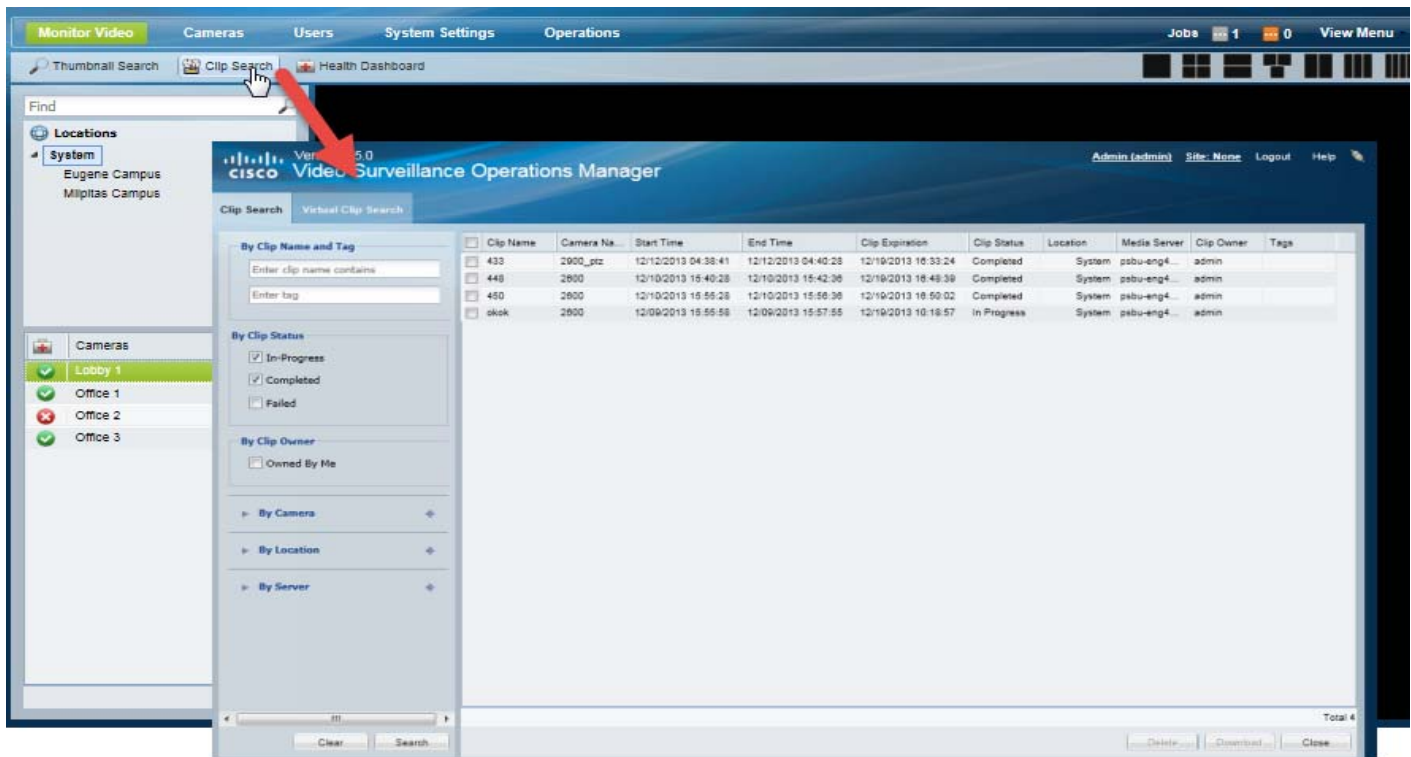 Monitor Video Cameras Users System Settings Operations Jobs 1 0 View Menu
Thumbnail Search Clip Search Health Dashboard
Find
Locations
System
Eugene Campus
Milpitas Campus
Cameras
Lobby 1
Office 1
Office 2
Office 3
5.0
CISCO Video Surveillance Operations Manager
Admin (admin) Site: None Logout Help
Clip Search Virtual Clip Search
By Clip Name and Tag
Enter clip name contains
Enter tag
By Clip Status
In-Progress
Completed
Failed
By Clip Owner
Owned By Me
By Camera
By Location
By Server
Clear Search
Clip Name Camera Na... Start Time End Time Clip Expiration Clip Status Location Media Server Clip Owner Tags
433 2900_ptz 12/12/2013 04:38:41 12/12/2013 04:40:28 12/19/2013 16:33:24 Completed System psbu-eng4... admin
448 2600 12/10/2013 15:40:28 12/10/2013 15:42:36 12/19/2013 16:48:39 Completed System psbu-eng4... admin
450 2600 12/10/2013 15:55:28 12/10/2013 15:56:36 12/19/2013 16:50:02 Completed System psbu-eng4... admin
okok 2600 12/09/2013 15:55:58 12/09/2013 15:57:55 12/19/2013 10:18:57 In Progress System psbu-eng4... admin
Total 4
Delete Download Close